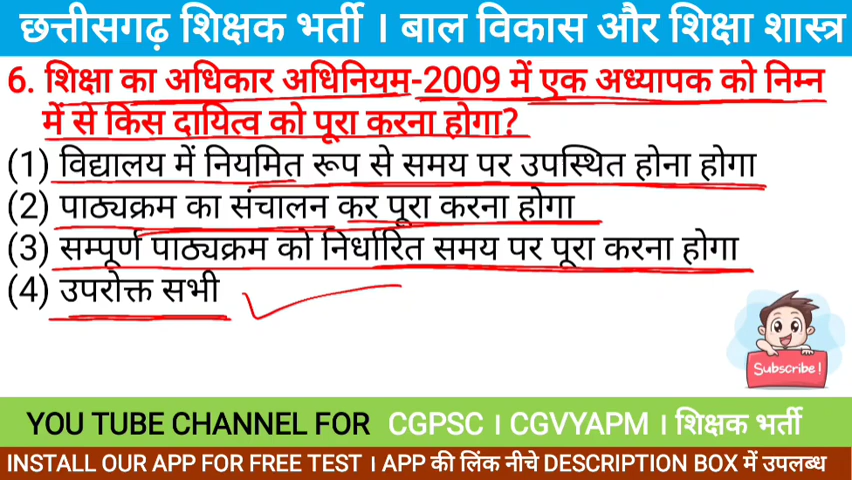 छत्तीसगढ़ शिक्षक भर्ती । बाल विकास और शिक्षा शास्त्र
6. शिक्षा का अधिकार अधिनियम-2009 में एक अध्यापक को निम्न
में से किस दायित्व को पूरा करना होगा?
(1) विद्यालय में नियमित रूप से समय पर उपस्थित होना होगा
(2) पाठ्यक्रम का संचालन कर पूरा करना होगा
(3) सम्पूर्ण पाठ्यक्रम को निर्धारित समय पर पूरा करना होगा
(4) उपरोक्त सभी
Subscribe!
YOU TUBE CHANNEL FOR CGPSC । CGVYAPM । शिक्षक भर्ती
INSTALL OUR APP FOR FREE TEST । APP की लिंक नीचे DESCRIPTION BOX में उपलब्ध